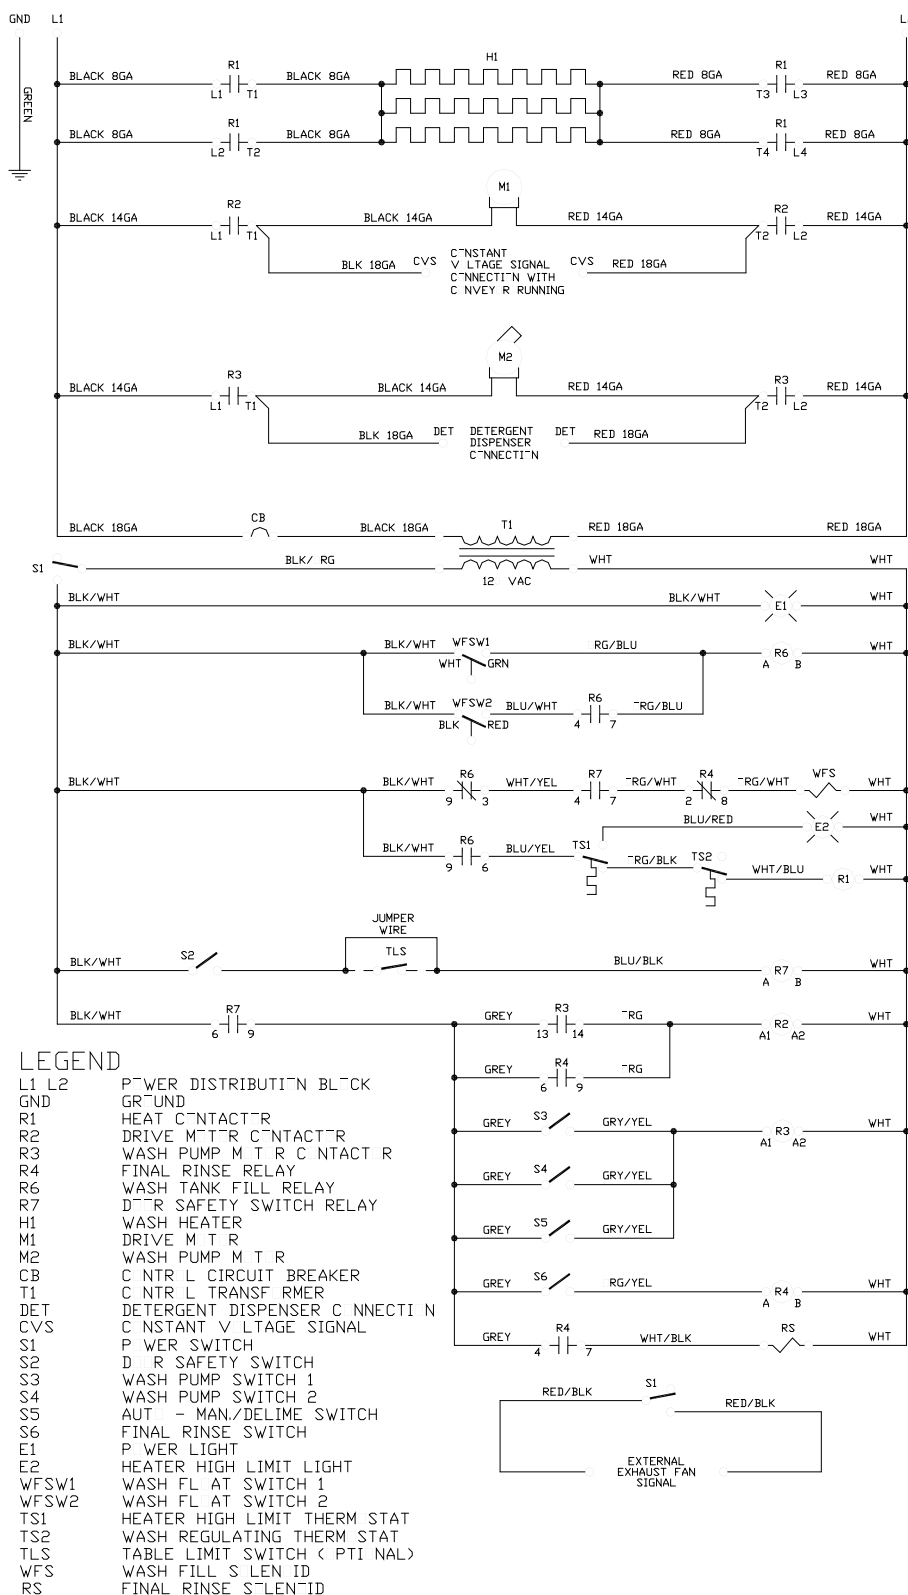 GND L1 L
BLACK 8GA R1 BLACK 8GA H1 RED 8GA R1 RED 8GA
L1 T1 T3 L3
GREEN
BLACK 8GA R1 BLACK 8GA RED 8GA R1 RED 8GA
L2 T2 T4 L4
M1
BLACK 14GA R2 BLACK 14GA RED 14GA R2 RED 14GA
L1 T1 T2 L2
BLK 18GA CVS C‾NSTANT CVS RED 18GA
V LTAGE SIGNAL
C‾NNECTI‾N WITH
C NVEY R RUNNING
M2
BLACK 14GA R3 BLACK 14GA RED 14GA R3 RED 14GA
L1 T1 T2 L2
BLK 18GA DET DETERGENT DET RED 18GA
DISPENSER
C‾NNECTI‾N
BLACK 18GA CB BLACK 18GA T1 RED 18GA RED 18GA
S1 BLK/ RG WHT WHT
12 VAC
BLK/WHT BLK/WHT E1 WHT
BLK/WHT BLK/WHT WFSW1 RG/BLU R6 WHT
WHT GRN A B
BLK/WHT WFSW2 BLU/WHT R6 ‾RG/BLU
BLK RED 4 7
BLK/WHT BLK/WHT R6 WHT/YEL R7 ‾RG/WHT R4 ‾RG/WHT WFS WHT
9 3 4 7 2 8
BLU/RED E2 WHT
BLK/WHT R6 BLU/YEL TS1 ‾RG/BLK TS2 WHT/BLU R1 WHT
9 6
JUMPER
WIRE
BLK/WHT S2 TLS BLU/BLK R7 WHT
A B
BLK/WHT R7 GREY R3 ‾RG R2 WHT
6 9 13 14 A1 A2
GREY R4 ‾RG
6 9
GREY S3 GRY/YEL R3 WHT
A1 A2
GREY S4 GRY/YEL
GREY S5 GRY/YEL
GREY S6 RG/YEL R4 WHT
A B
GREY R4 WHT/BLK RS WHT
4 7
RED/BLK S1 RED/BLK
EXTERNAL
EXHAUST FAN
SIGNAL
LEGEND
L1 L2 P‾WER DISTRIBUTI‾N BL‾CK
GND GR‾UND
R1 HEAT C‾NTACT‾R
R2 DRIVE M‾T‾R C‾NTACT‾R
R3 WASH PUMP M T R C NTACT R
R4 FINAL RINSE RELAY
R6 WASH TANK FILL RELAY
R7 D‾‾R SAFETY SWITCH RELAY
H1 WASH HEATER
M1 DRIVE M T R
M2 WASH PUMP M T R
CB C NTR L CIRCUIT BREAKER
T1 C NTR L TRANSF RMER
DET DETERGENT DISPENSER C NNECTI N
CVS C NSTANT V LTAGE SIGNAL
S1 P WER SWITCH
S2 D R SAFETY SWITCH
S3 WASH PUMP SWITCH 1
S4 WASH PUMP SWITCH 2
S5 AUT - MAN./DELIME SWITCH
S6 FINAL RINSE SWITCH
E1 P WER LIGHT
E2 HEATER HIGH LIMIT LIGHT
WFSW1 WASH FL AT SWITCH 1
WFSW2 WASH FL AT SWITCH 2
TS1 HEATER HIGH LIMIT THERM STAT
TS2 WASH REGULATING THERM STAT
TLS TABLE LIMIT SWITCH ( PTI NAL)
WFS WASH FILL S LEN ID
RS FINAL RINSE S‾LEN‾ID